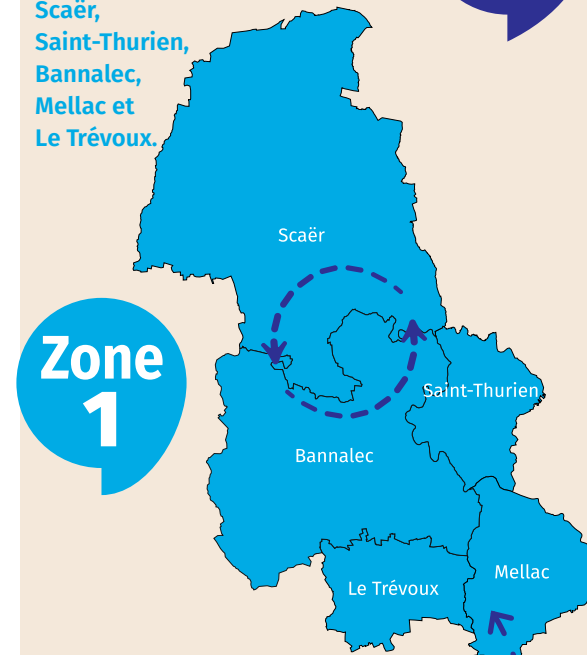 Scaër,
Saint-Thurien,
Bannalec,
Mellac et
Le Trévoux.
Scaër
Zone
1
Saint-Thurien
Bannalec
Le Trévoux
Mellac